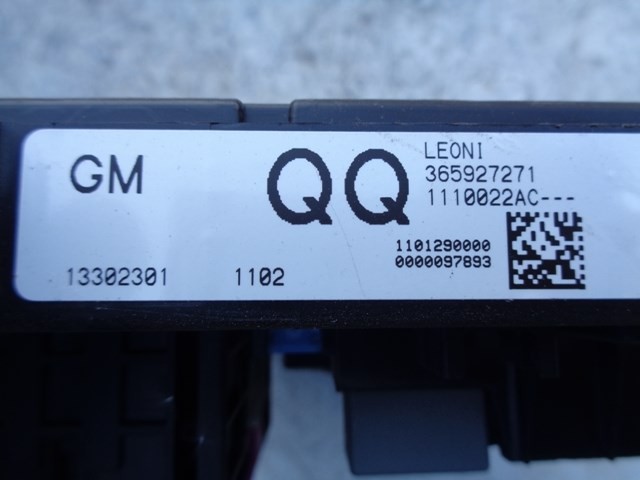 GM
QQ
LEONI
365927271
1110022AC---
1101290000
0000097893
13302301 1102